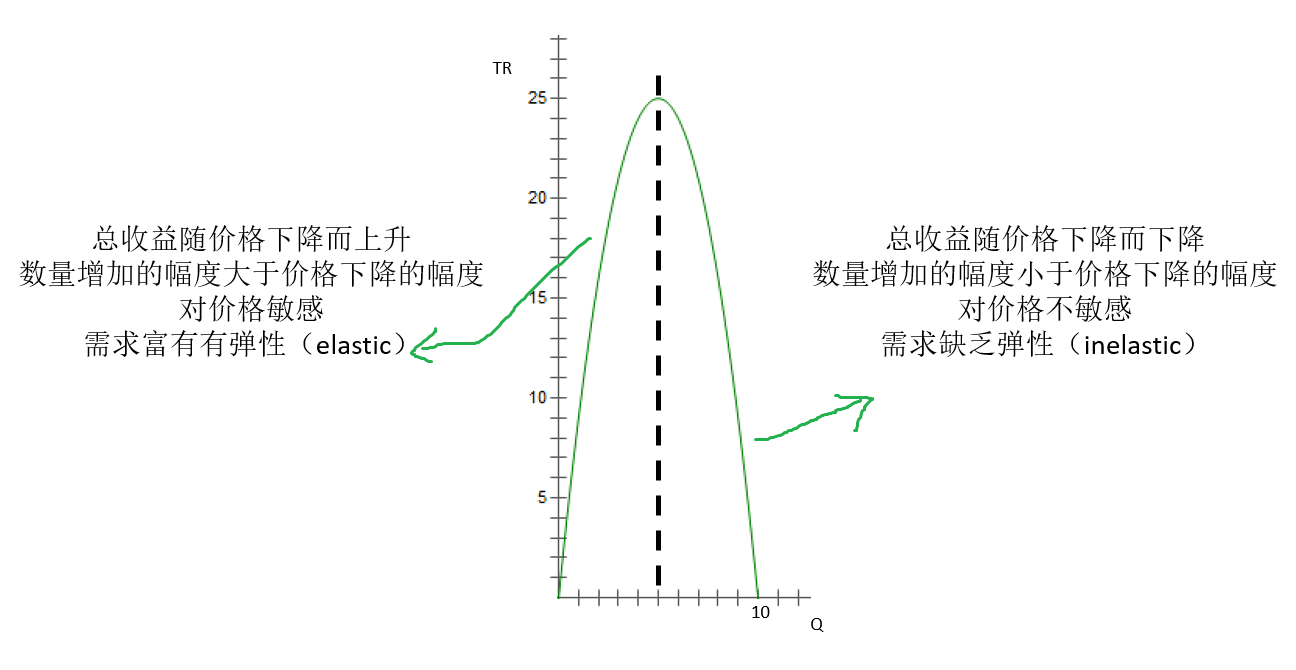 TR
25
20
总收益随价格下降而上升
数量增加的幅度大于价格下降的幅度
对价格敏感
需求富有有弹性（elastic）
15
总收益随价格下降而下降
数量增加的幅度小于价格下降的幅度
对价格不敏感
需求缺乏弹性（inelastic）
10
5
10
Q